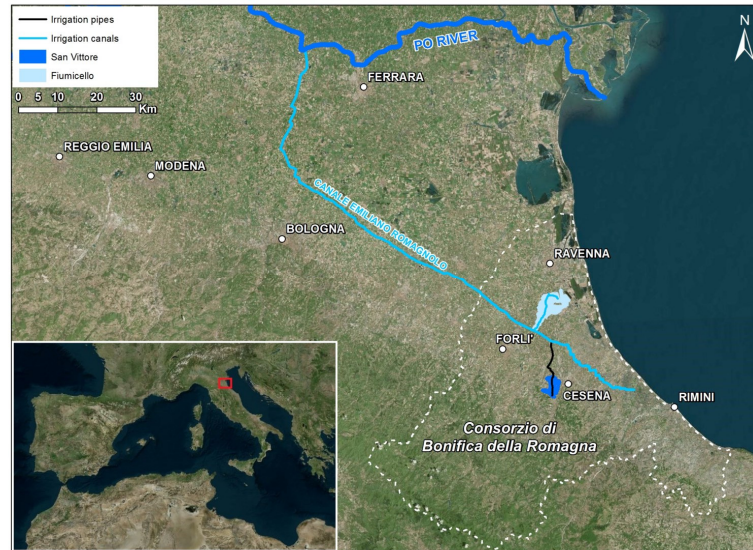 Irrigation pipes
Irrigation canals
San Vittore
Fiumicello
0 5 10 20 30
Km
N
PO RIVER
FERRARA
REGGIO EMILIA
MODENA
BOLOGNA
CANALE EMILIANO ROMAGNOLO
RAVENNA
FORLI'
CESENA
RIMINI
Consorzio di
Bonifica della Romagna